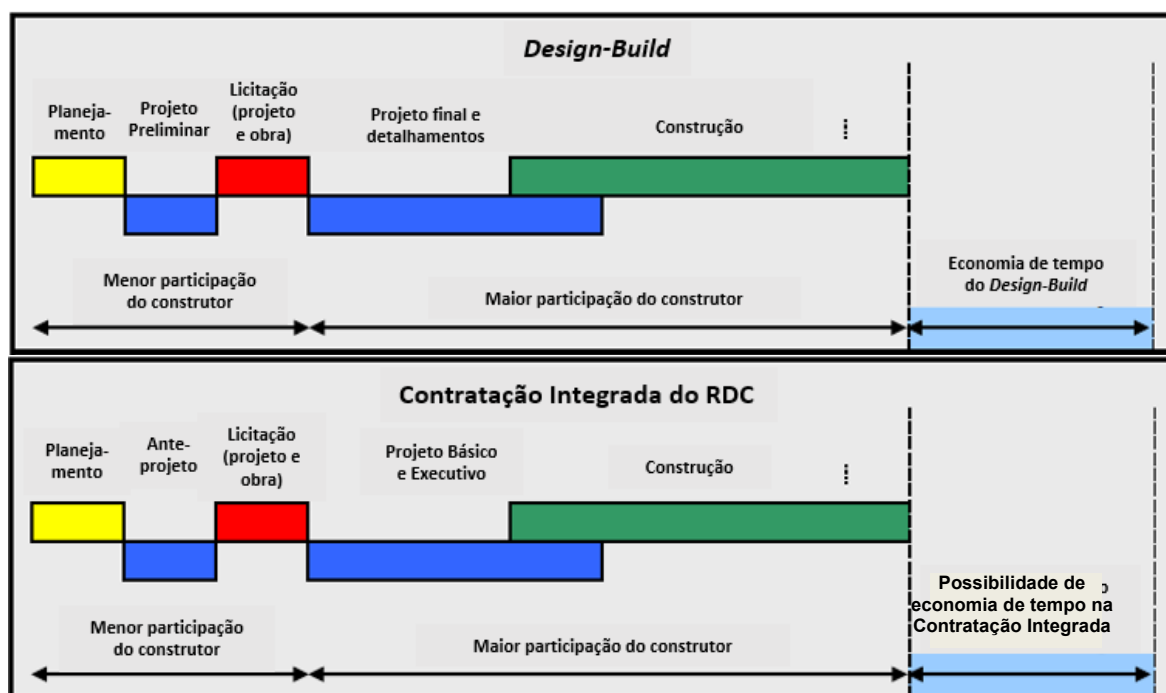 Design-Build
Planeja-
mento
Projeto
Preliminar
Licitação
(projeto
e obra)
Projeto final e
detalhamentos
Construção
Menor participação
do construtor
Maior participação do construtor
Economia de tempo
do Design-Build
Contratação Integrada do RDC
Planeja-
mento
Ante-
projeto
Licitação
(projeto e
obra)
Projeto Básico
e Executivo
Construção
Menor participação
do construtor
Maior participação do construtor
Possibilidade de
economia de tempo na
Contratação Integrada